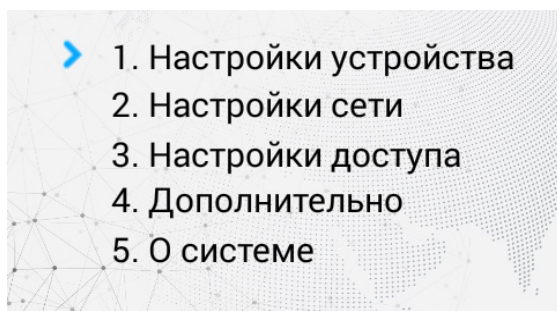 1. Настройки устройства
2. Настройки сети
3. Настройки доступа
4. Дополнительно
5. О системе